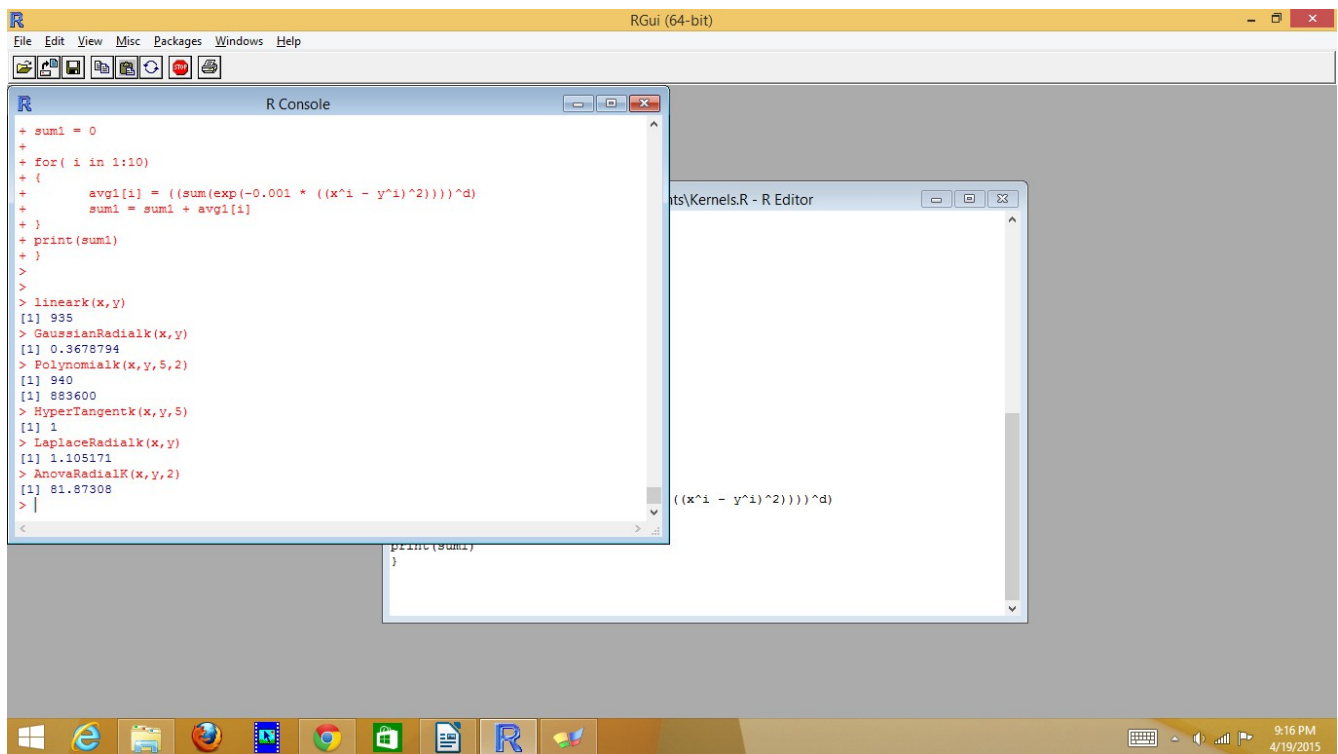 RGui (64-bit)
File Edit View Misc Packages Windows Help
STOP
R Console
+ sum1 = 0
+
+ for( i in 1:10)
+ {
+         avg1[i] = ((sum(exp(-0.001 * ((x^i - y^i)^2))))^d)
+         sum1 = sum1 + avg1[i]
+ }
+ print(sum1)
+ }
>
>
> lineark(x,y)
[1] 935
> GaussianRadialk(x,y)
[1] 0.3678794
> Polynomialk(x,y,5,2)
[1] 940
[1] 883600
> HyperTangentk(x,y,5)
[1] 1
> LaplaceRadialk(x,y)
[1] 1.105171
> AnovaRadialK(x,y,2)
[1] 81.87308
>
nts\Kernels.R - R Editor
((x^i - y^i)^2))))^d)
print(sum1)
}
9:16 PM
4/19/2015